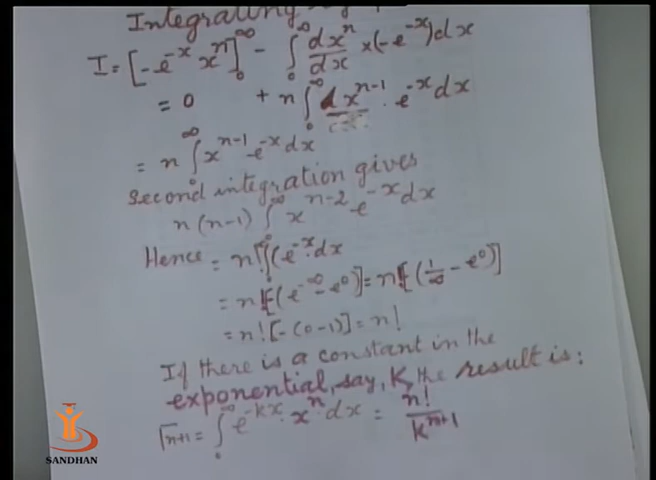 Integrating by
I = [-e^-x x^n]_0^∞ - ∫_0^∞ dx^n/dx × (-e^-x) dx
= 0 + n ∫_0^∞ x^n-1 · e^-x dx
= n ∫_0^∞ x^n-1 e^-x dx
Second integration gives
n (n-1) ∫_0^∞ x^n-2 e^-x dx
Hence = n! ∫_0^∞ (e^-x · dx
= n! [-(e^-∞ - e^0)] = n! [-(1/∞ - e^0)]
= n! [-(0-1)] = n!
If there is a constant in the
exponential, say, K, the result is:
Γn+1 = ∫_0^∞ e^-kx · x^n · dx = n!/k^n+1
SANDHAN